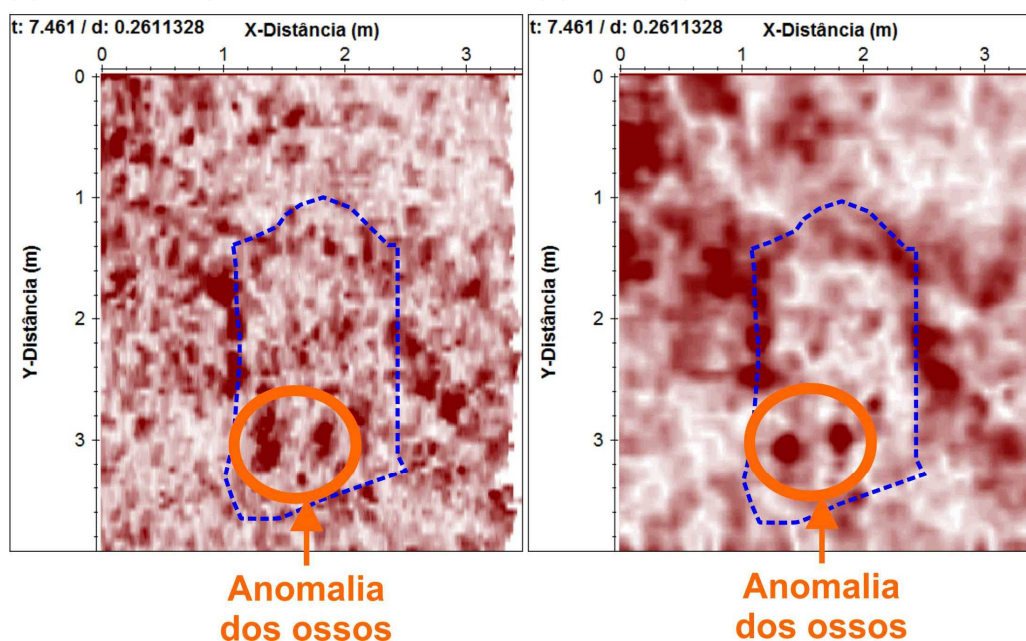 t: 7.461 / d: 0.2611328 X-Distância (m)
0 1 2 3
0
1
2
3
Y-Distância (m)
Anomalia
dos ossos
t: 7.461 / d: 0.2611328 X-Distância (m)
0 1 2 3
0
1
2
3
Y-Distância (m)
Anomalia
dos ossos